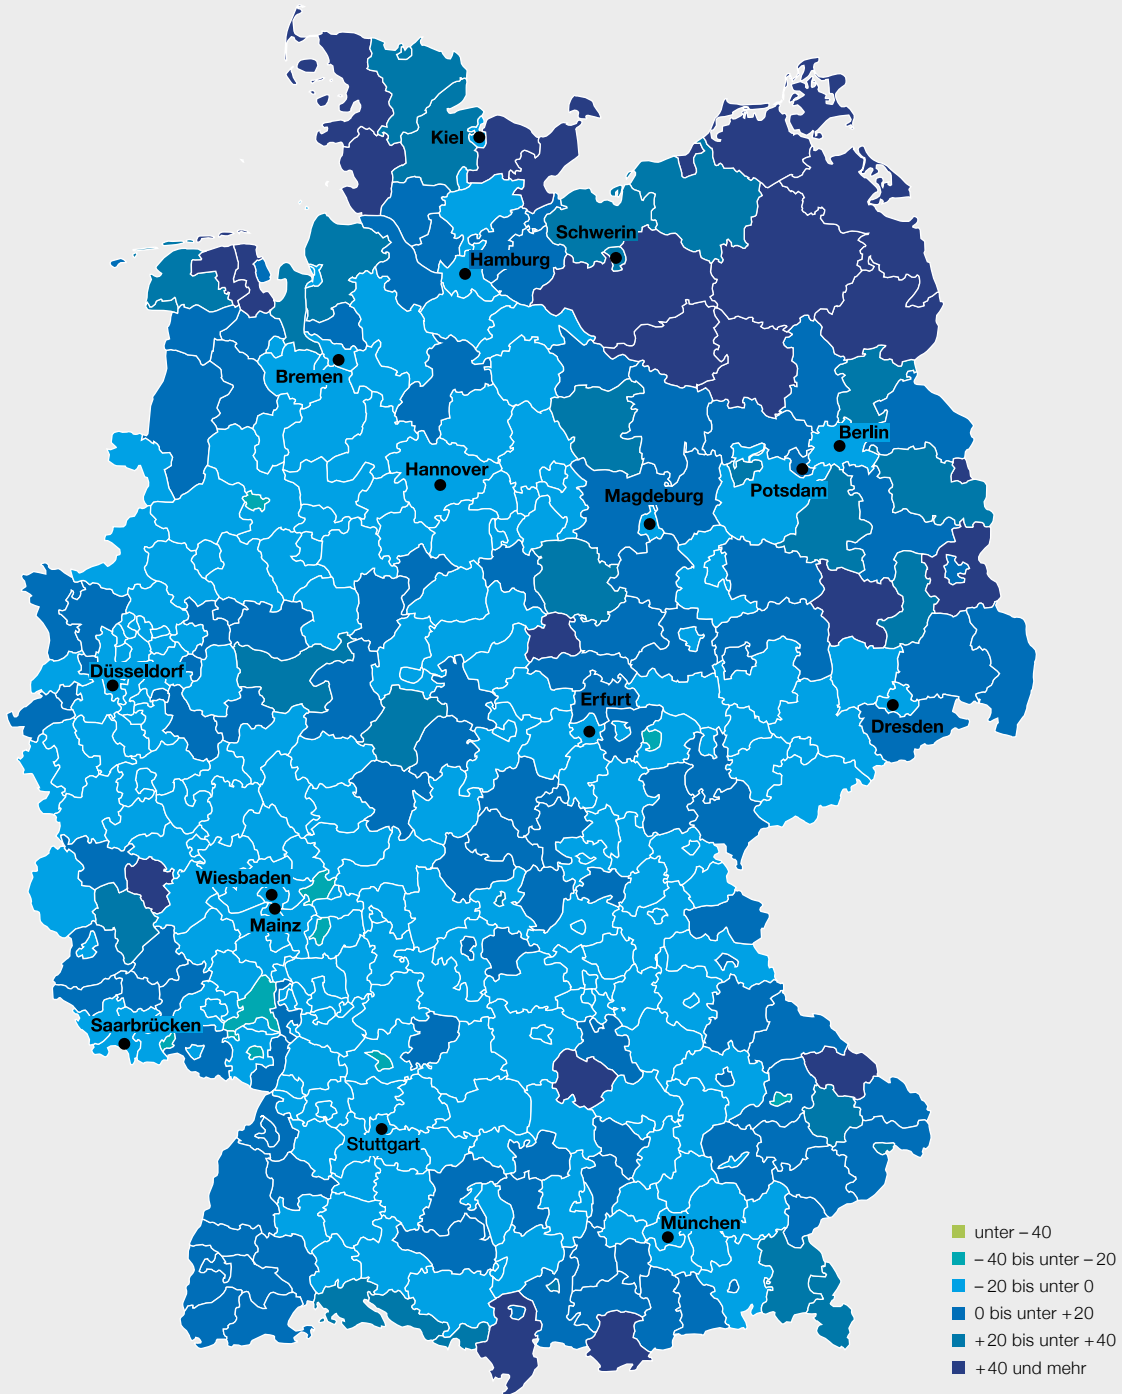 Kiel
Schwerin
Hamburg
Bremen
Berlin
Hannover
Potsdam
Magdeburg
Düsseldorf
Erfurt
Dresden
Wiesbaden
Mainz
Saarbrücken
Stuttgart
München
unter – 40
– 40 bis unter – 20
– 20 bis unter 0
0 bis unter +20
+20 bis unter +40
+40 und mehr